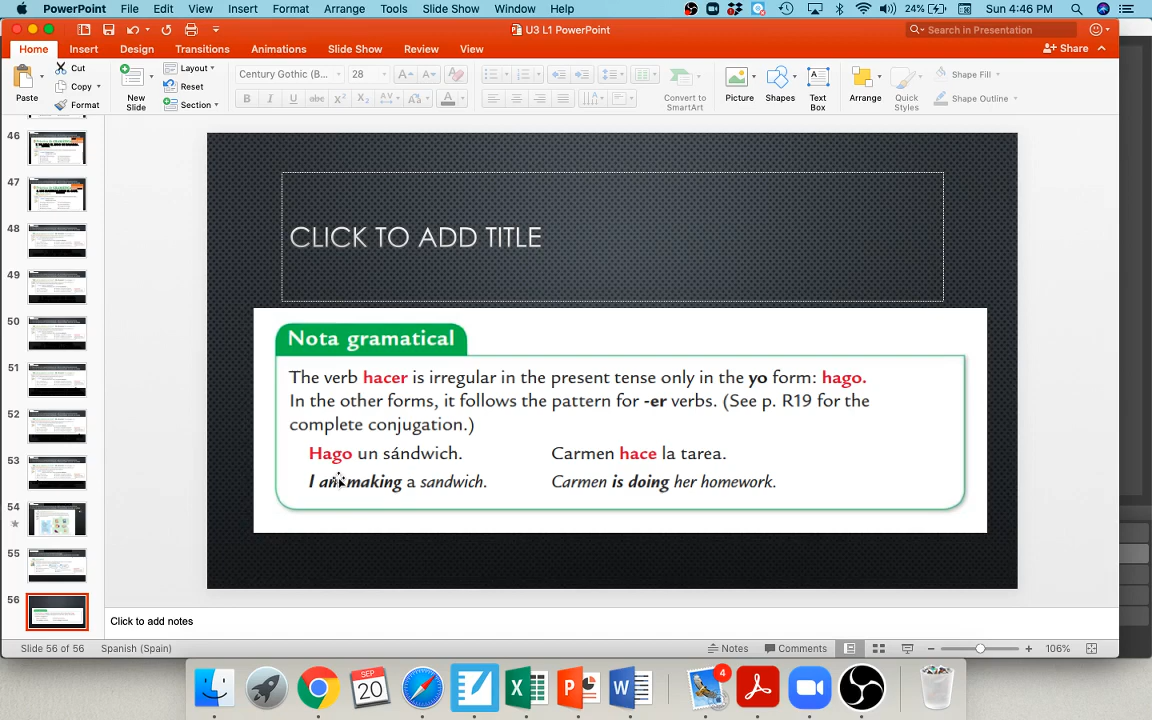 PowerPoint File Edit View Insert Format Arrange Tools Slide Show Window Help 24% Sun 4:46 PM
U3 L1 PowerPoint
Search in Presentation
Home Insert Design Transitions Animations Slide Show Review View Share
Paste Cut Copy Format
New Slide Layout Reset Section
Century Gothic (B... 28
Convert to SmartArt
Picture Shapes Text Box Arrange Quick Styles Shape Fill Shape Outline
46
47
48
49
50
51
52
53
54
55
56
CLICK TO ADD TITLE
Nota gramatical
The verb hacer is irregular in the present tense only in the yo form: hago.
In the other forms, it follows the pattern for -er verbs. (See p. R19 for the
complete conjugation.)
Hago un sándwich. Carmen hace la tarea.
I am making a sandwich. Carmen is doing her homework.
Click to add notes
Slide 56 of 56 Spanish (Spain) Notes Comments 106%
SEP
20
4